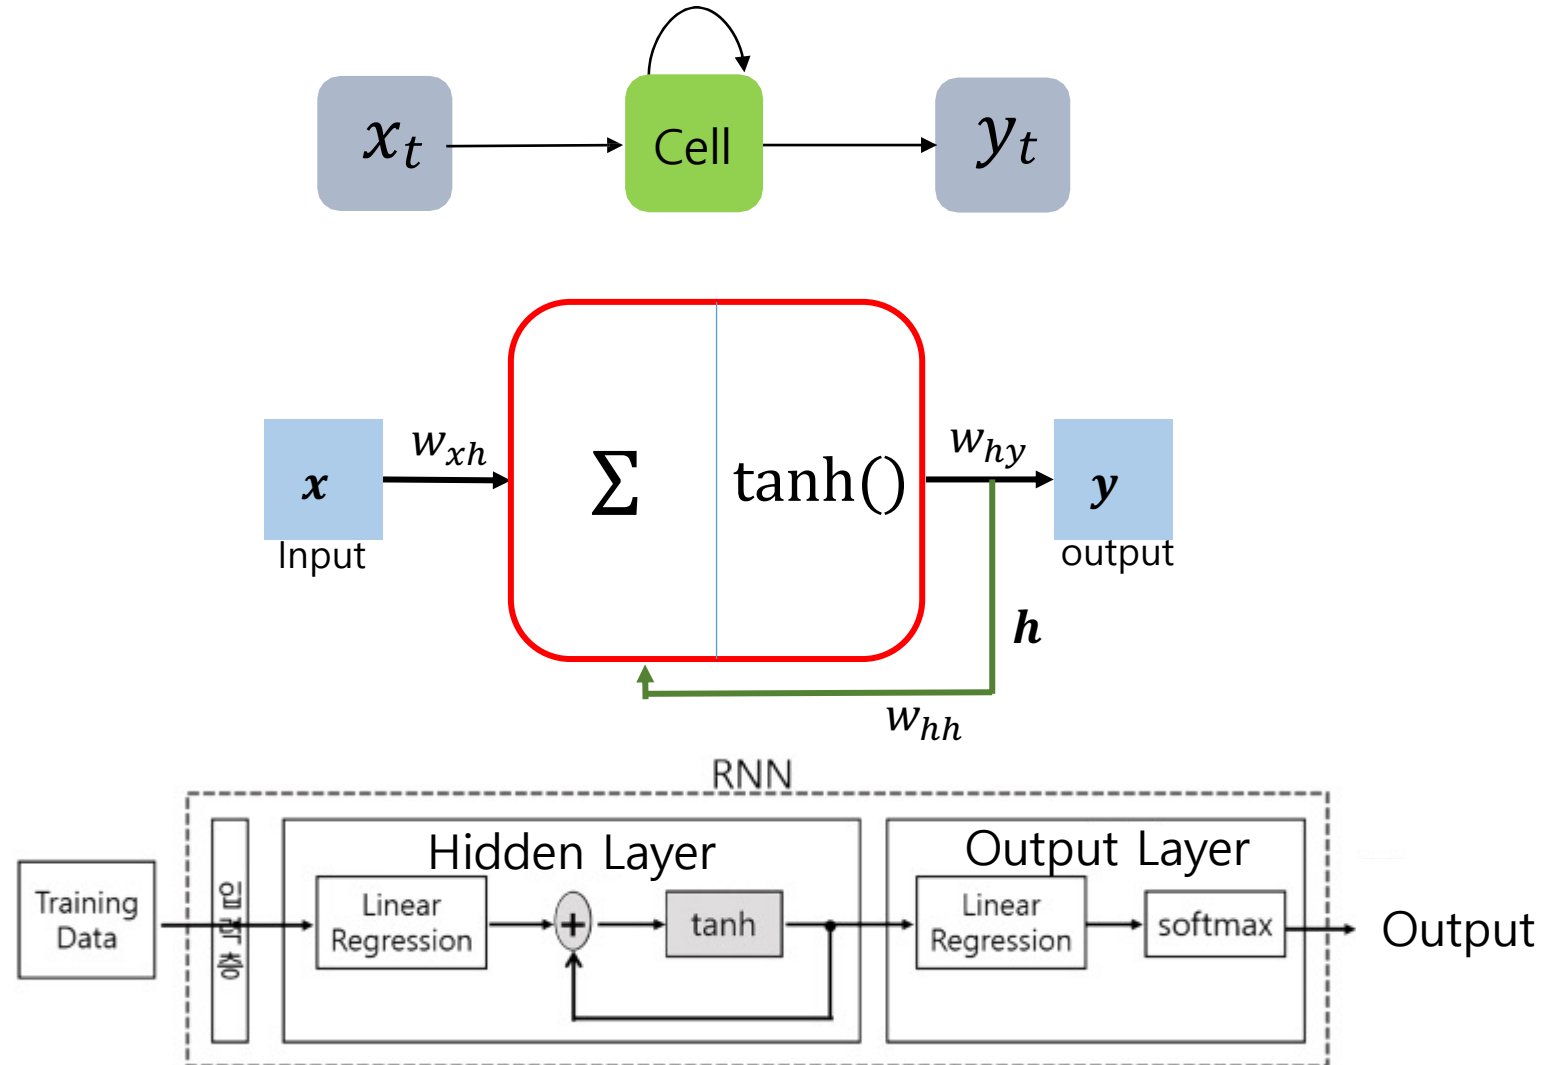 x_t
Cell
y_t
w_xh
w_hy
x
Σ
tanh()
y
Input
output
h
w_hh
RNN
Hidden Layer
Output Layer
Training
Data
입력층
Linear
Regression
+
tanh
Linear
Regression
softmax
Output